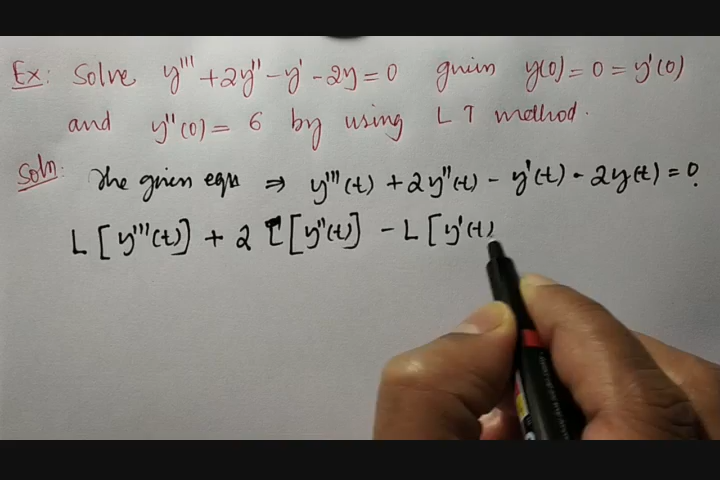 Ex: Solve y''' + 2y'' - y' - 2y = 0 given y(0) = 0 = y'(0)
and y''(0) = 6 by using LT method.
Soln: The given eqn ⇒ y'''(t) + 2y''(t) - y'(t) - 2y(t) = 0.
L[y'''(t)] + 2 L[y''(t)] - L[y'(t)